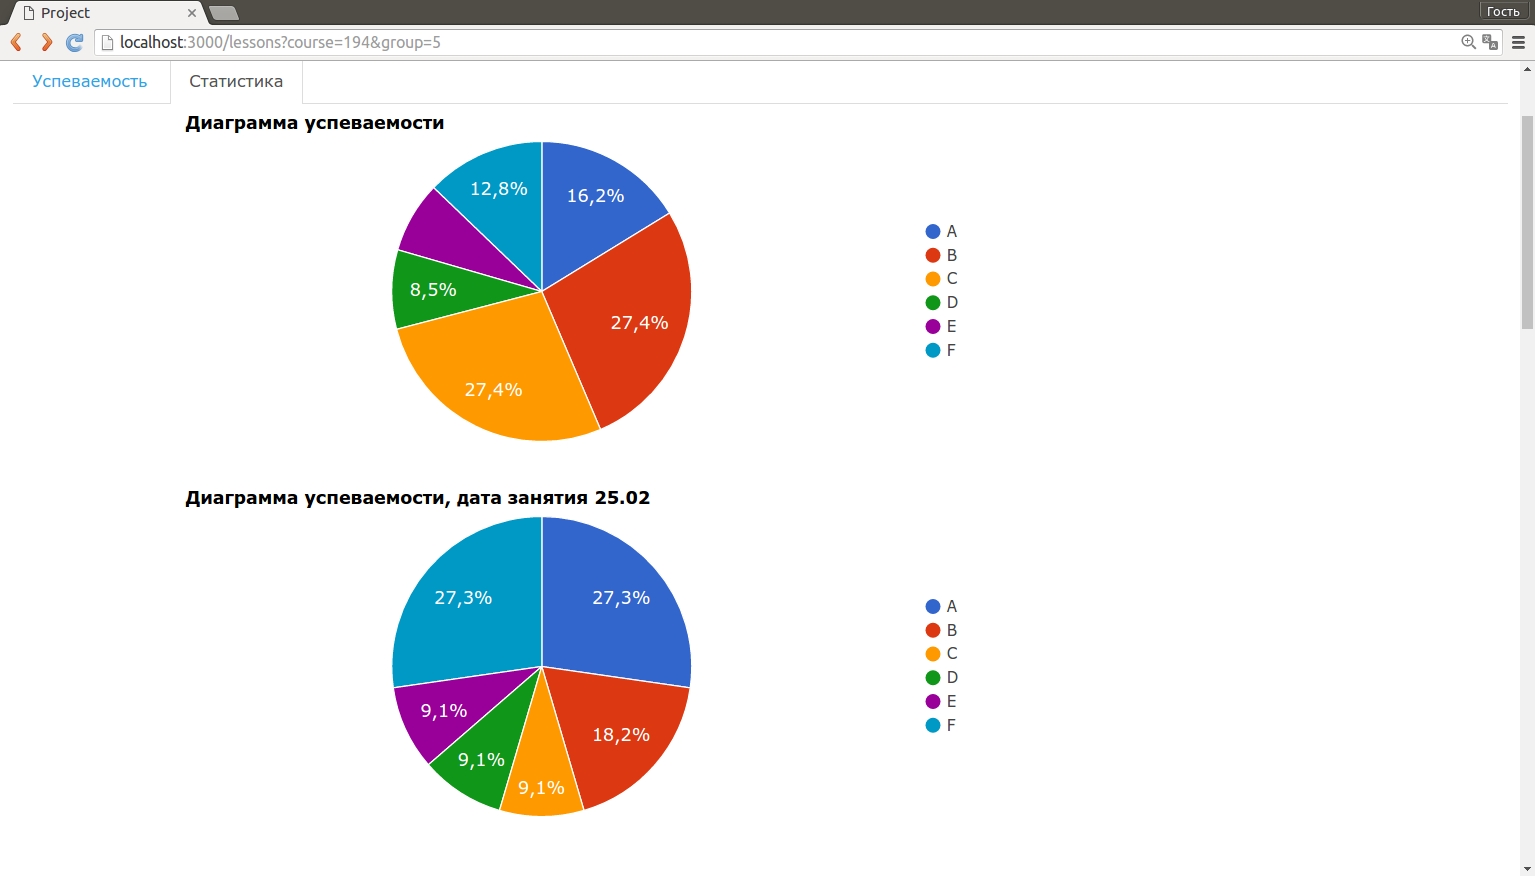 Project
Гость
localhost:3000/lessons?course=194&group=5
Успеваемость
Статистика
Диаграмма успеваемости
12,8%
16,2%
8,5%
27,4%
27,4%
A
B
C
D
E
F
Диаграмма успеваемости, дата занятия 25.02
27,3%
27,3%
9,1%
18,2%
9,1%
9,1%
A
B
C
D
E
F